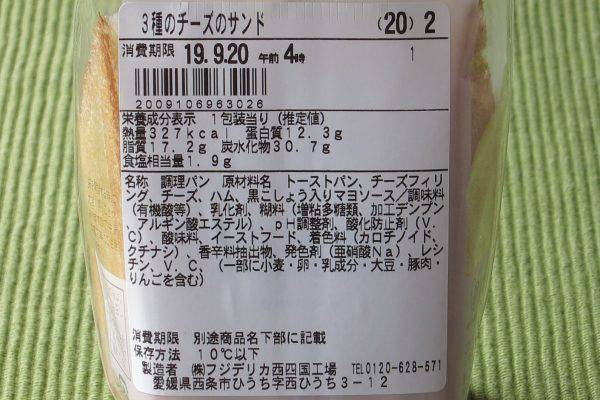 3種のチーズのサンド (20) 2
消費期限 19.9.20 午前 4時 1
2009106963026
栄養成分表示 1包装当り(推定値)
熱量327kcal 蛋白質12.3g
脂質17.2g 炭水化物30.7g
食塩相当量1.9g
名称 調理パン 原材料名 トーストパン、チーズフィリ
ング、チーズ、ハム、黒こしょう入りマヨソース/調味料
(有機酸等)、乳化剤、糊料(増粘多糖類、加工デンプン
、アルギン酸エステル)、pH調整剤、酸化防止剤(V.
C)、酸味料、イーストフード、着色料(カロチノイド、
クチナシ)、香辛料抽出物、発色剤(亜硝酸Na)、レシ
チン、V.C、(一部に小麦・卵・乳成分・大豆・豚肉・
りんごを含む)
消費期限 別途商品名下部に記載
保存方法 10℃以下
製造者 (株)フジデリカ西四国工場 TEL0120-628-571
愛媛県西条市ひうち字西ひうち3-12